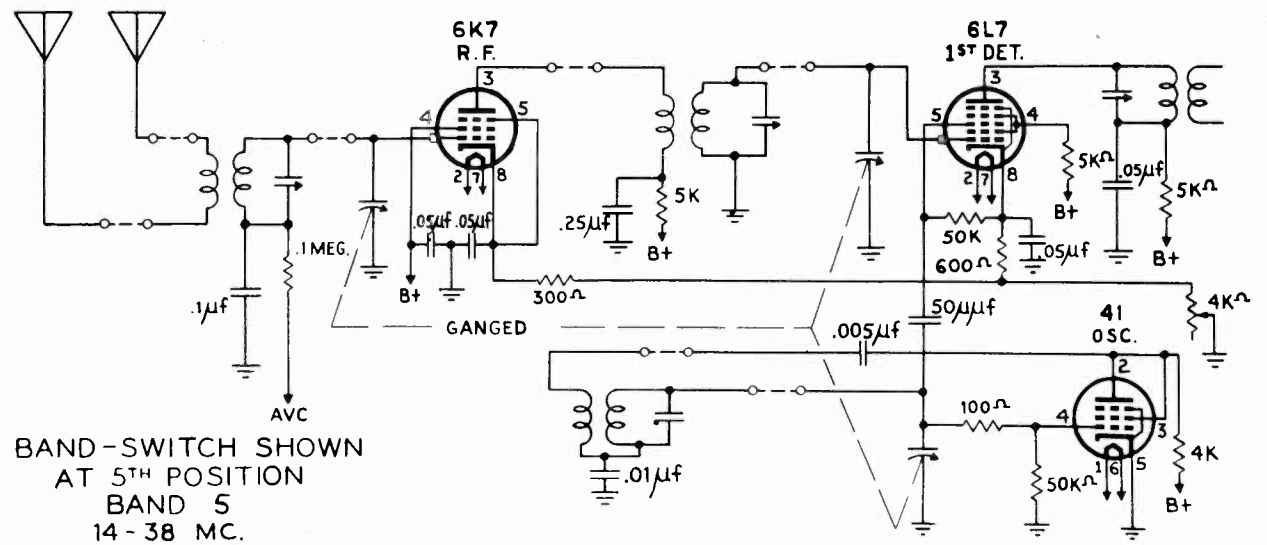 6K7
R.F.
3
4
5
2
7
8
6L7
1ST DET.
3
5
4
2
7
8
5KΩ
B+
.05µf
5KΩ
B+
.1 MEG.
.1µf
AVC
.05µf
.05µf
B+
.25µf
5K
B+
50K
.05µf
600Ω
300Ω
4KΩ
GANGED
50µµf
.005µf
41
OSC.
2
4
3
1
6
5
100Ω
50KΩ
4K
B+
.01µf
BAND-SWITCH SHOWN
AT 5TH POSITION
BAND 5
14-38 MC.